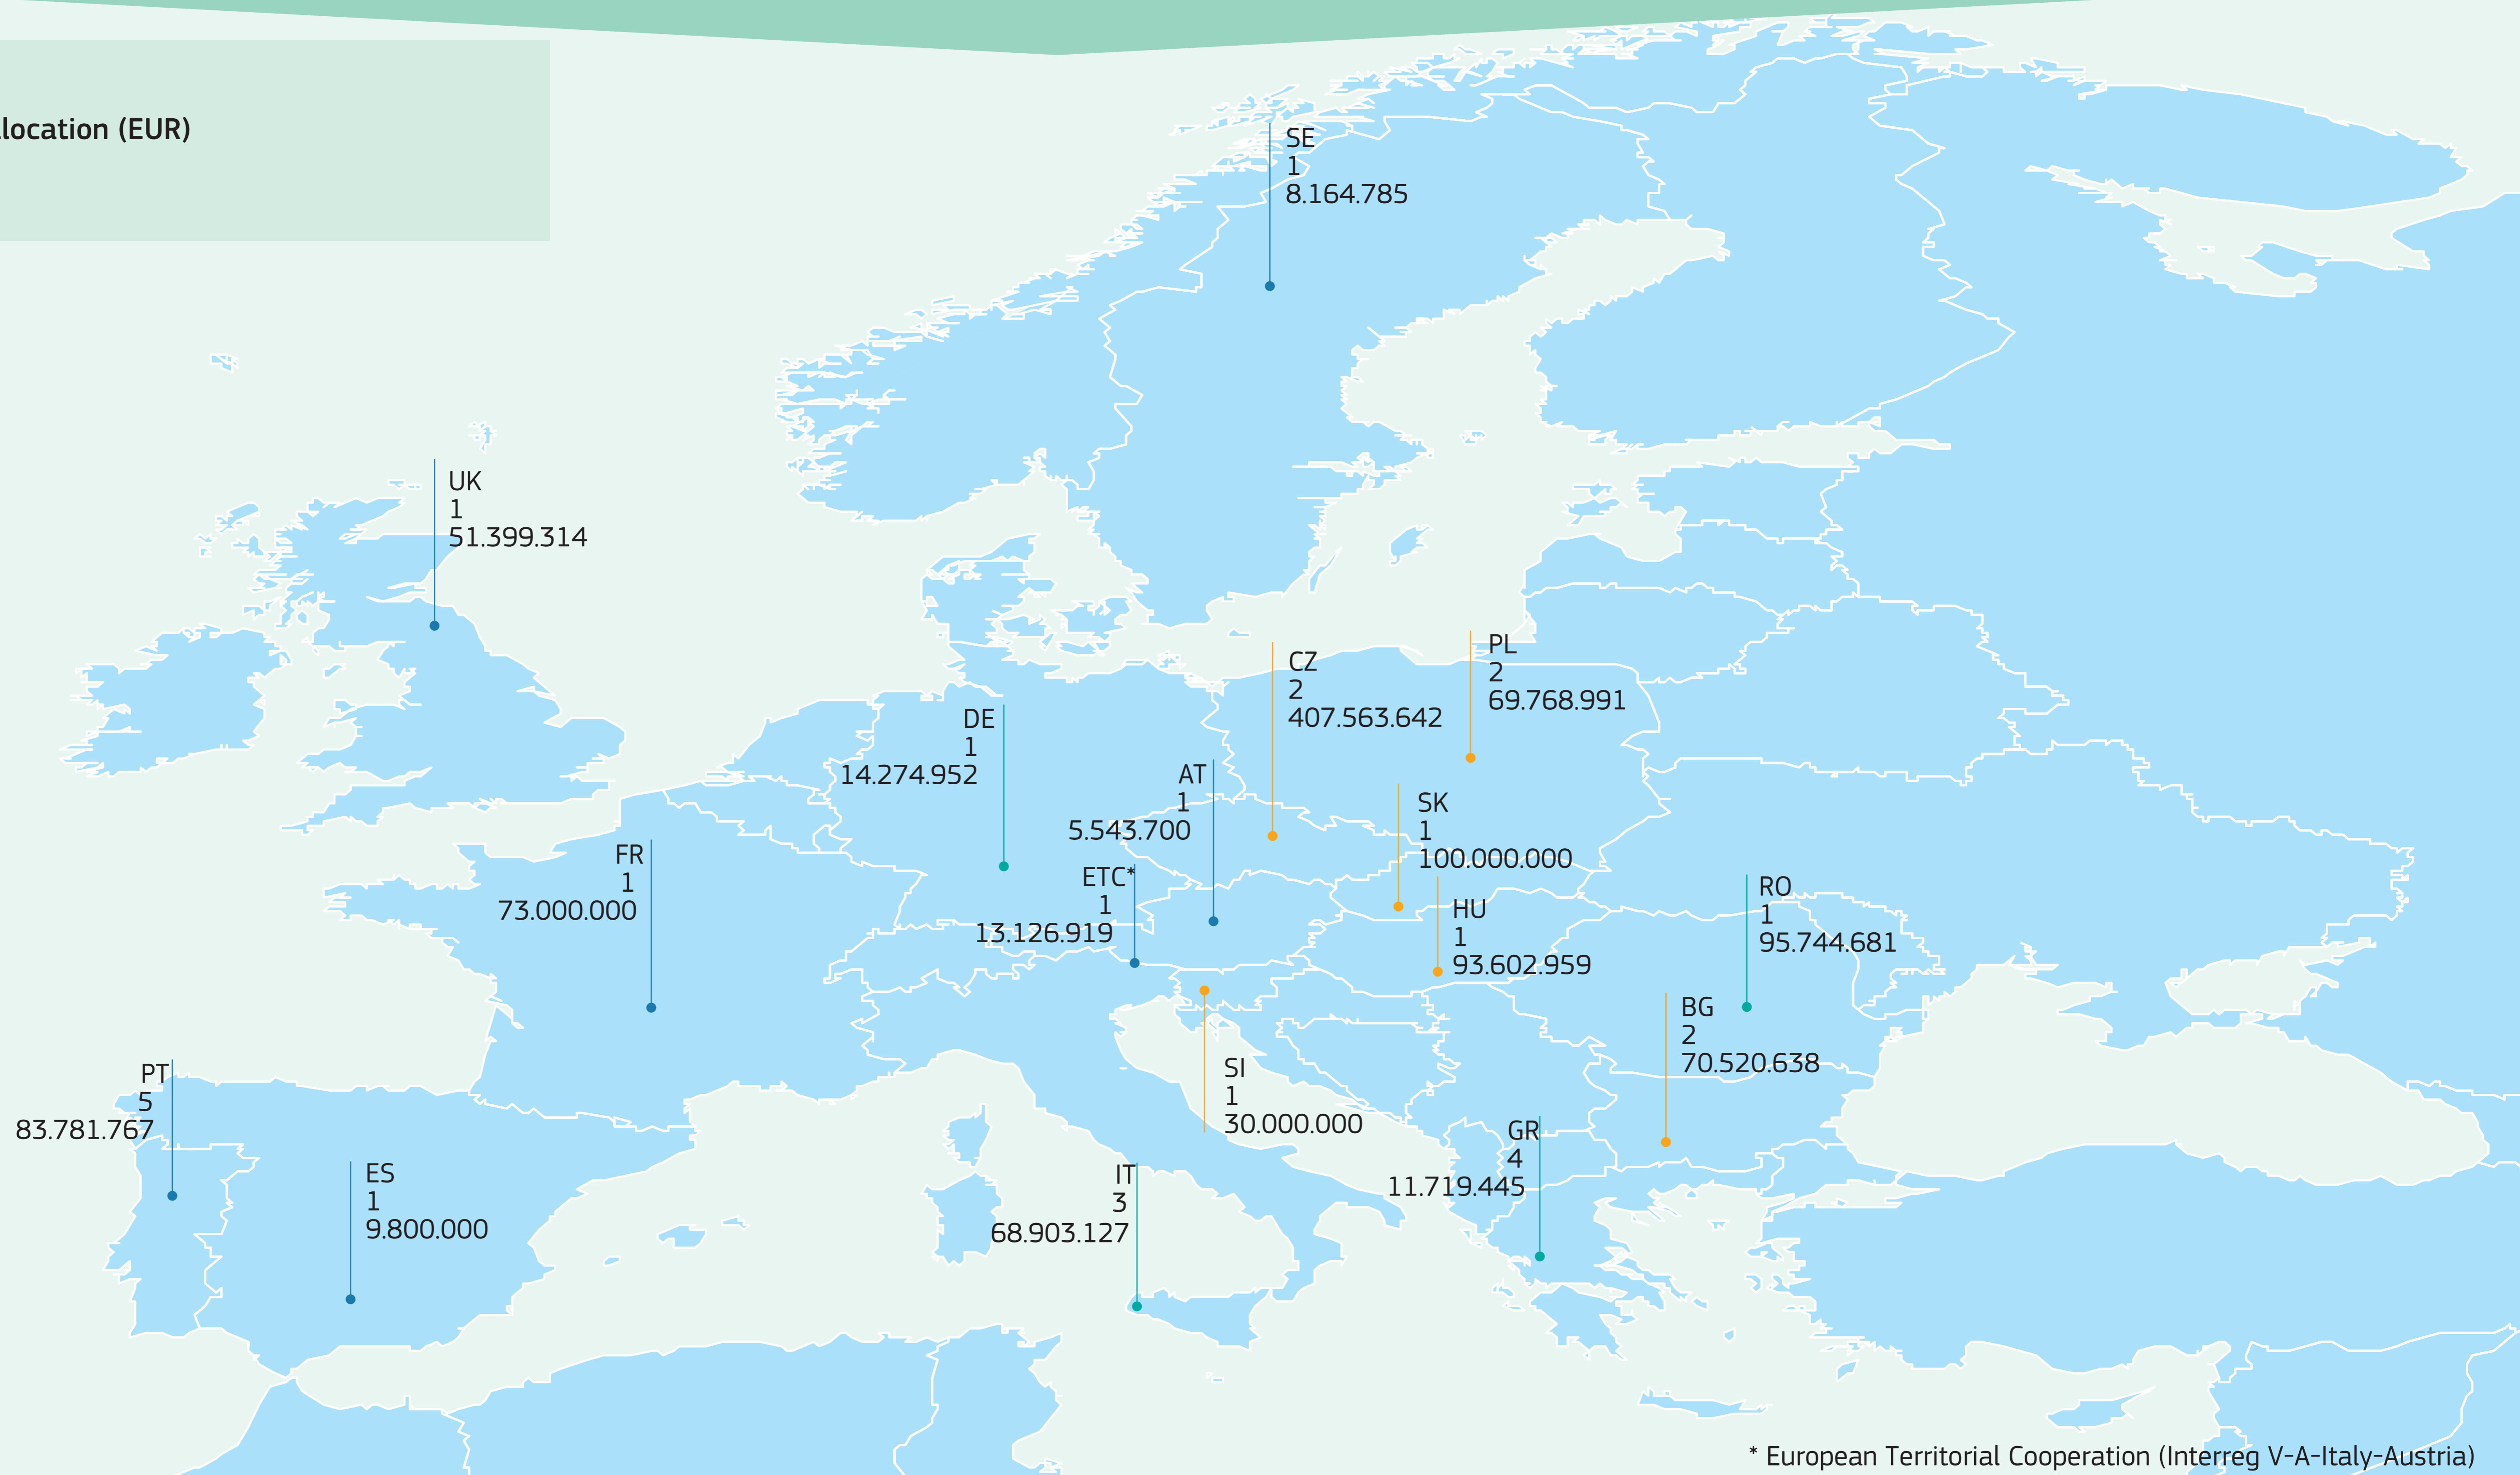 (EUR)
SE
1
8.164.785
UK
1
51.399.314
PL
2
69.768.991
CZ
2
407.563.642
DE
1
14.274.952
AT
1
5.543.700
SK
1
100.000.000
FR
1
73.000.000
ETC*
1
13.126.919
RO
1
95.744.681
HU
1
93.602.959
BG
2
70.520.638
SI
1
30.000.000
PT
5
83.781.767
GR
4
11.719.445
ES
1
9.800.000
IT
3
68.903.127
* European Territorial Cooperation (Interreg V-A-Italy-Austria)